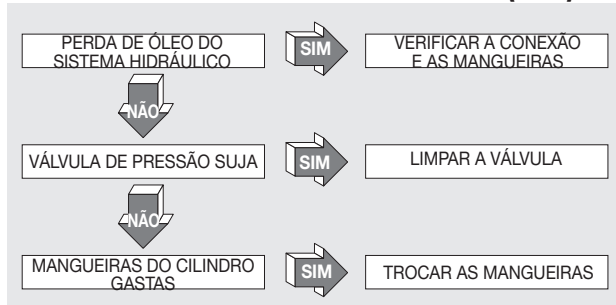 PERDA DE ÓLEO DO
SISTEMA HIDRÁULICO
SIM
VERIFICAR A CONEXÃO
E AS MANGUEIRAS
NÃO
VÁLVULA DE PRESSÃO SUJA
SIM
LIMPAR A VÁLVULA
NÃO
MANGUEIRAS DO CILINDRO
GASTAS
SIM
TROCAR AS MANGUEIRAS